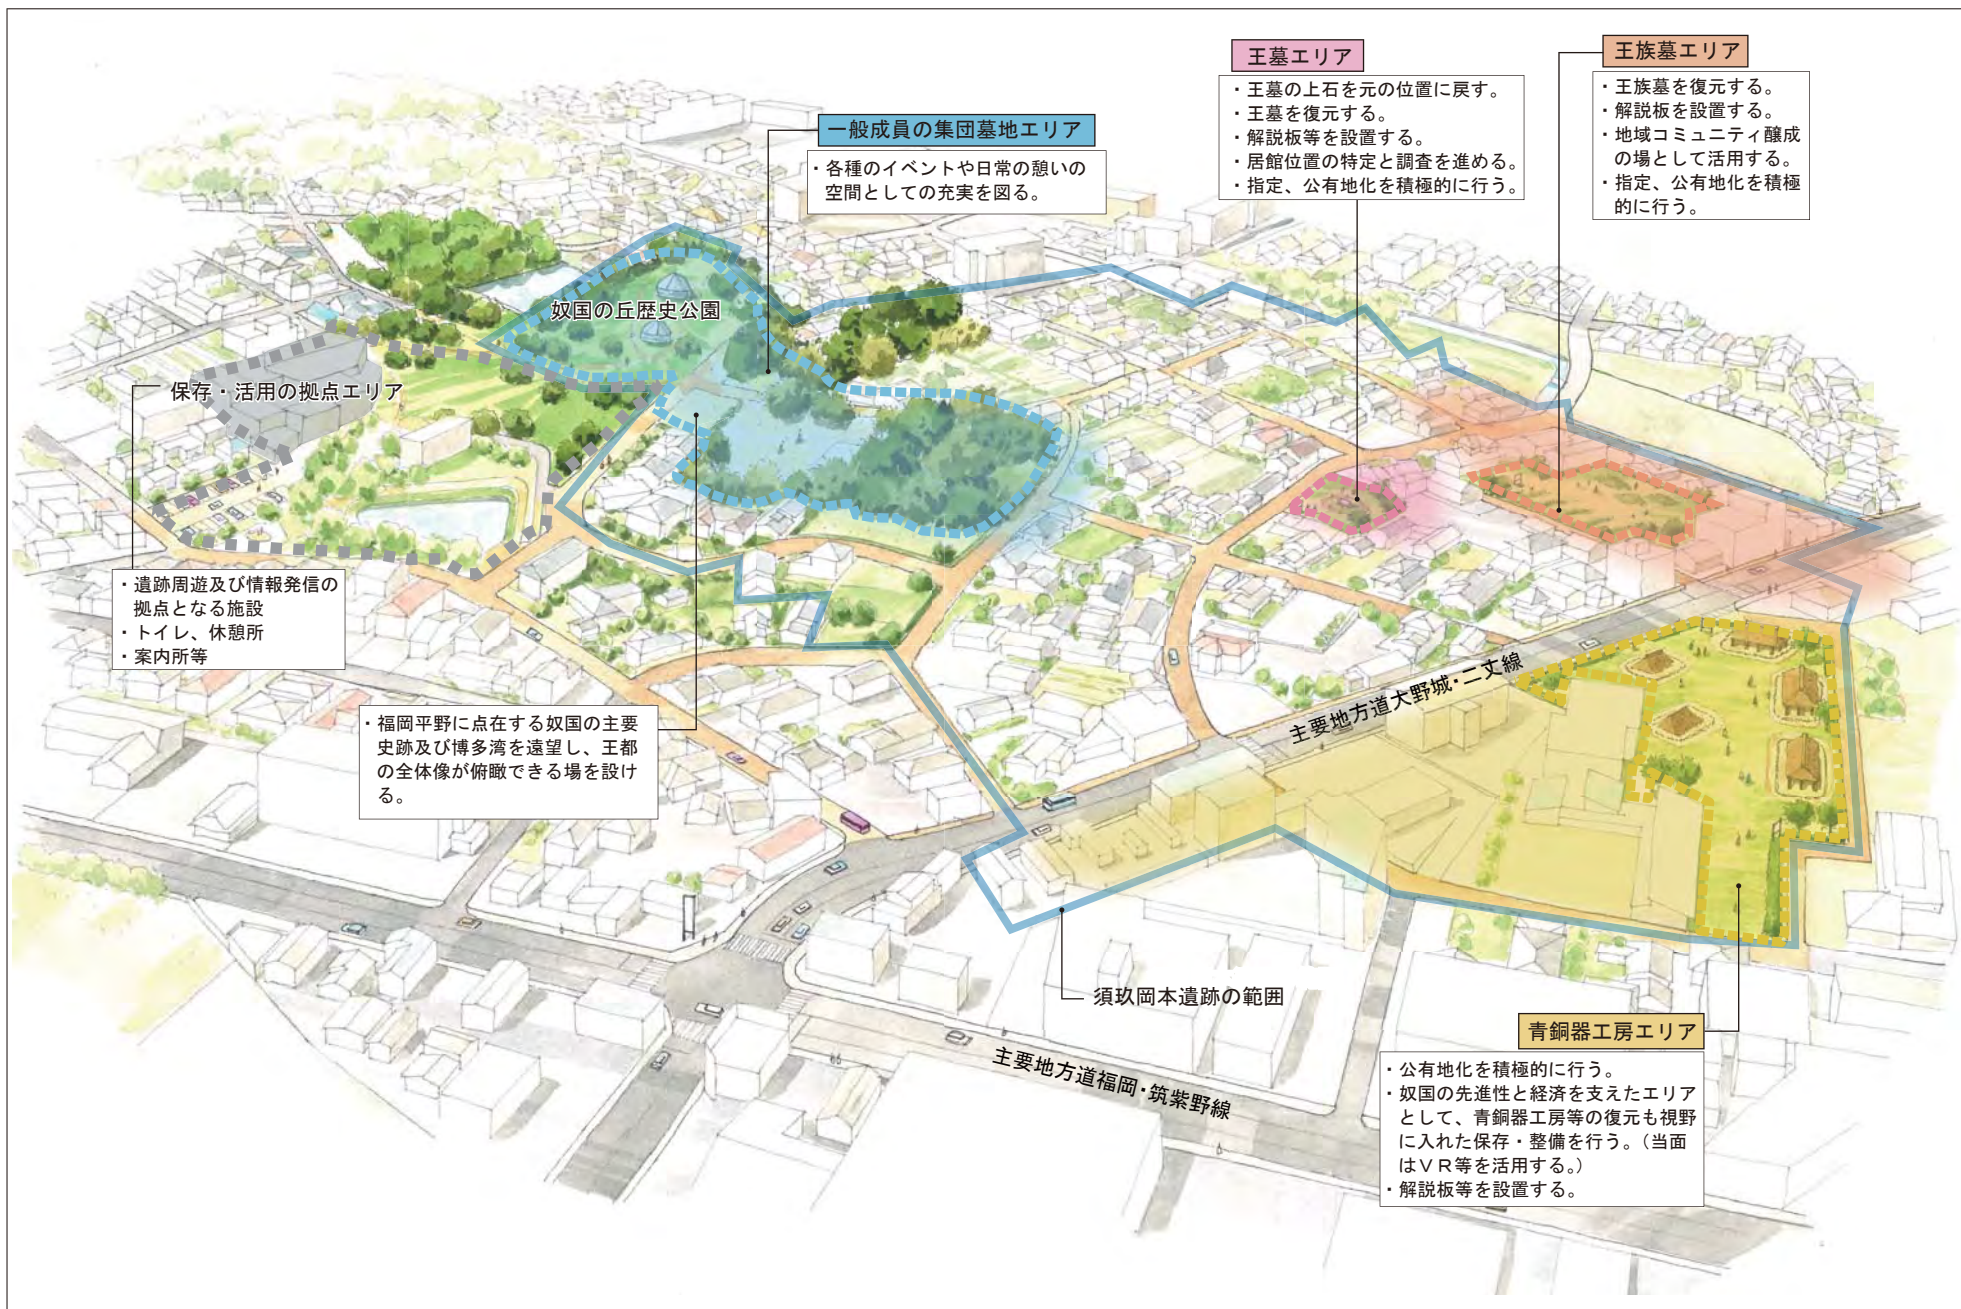 王墓エリア
・王墓の上石を元の位置に戻す。
・王墓を復元する。
・解説板等を設置する。
・居館位置の特定と調査を進める。
・指定、公有地化を積極的に行う。
王族墓エリア
・王族墓を復元する。
・解説板を設置する。
・地域コミュニティ醸成
の場として活用する。
・指定、公有地化を積極
的に行う。
一般成員の集団墓地エリア
・各種のイベントや日常の憩いの
空間としての充実を図る。
奴国の丘歴史公園
保存・活用の拠点エリア
・遺跡周遊及び情報発信の
拠点となる施設
・トイレ、休憩所
・案内所等
・福岡平野に点在する奴国の主要
史跡及び博多湾を遠望し、王都
の全体像が俯瞰できる場を設け
る。
主要地方道大野城・二丈線
須玖岡本遺跡の範囲
主要地方道福岡・筑紫野線
青銅器工房エリア
・公有地化を積極的に行う。
・奴国の先進性と経済を支えたエリア
として、青銅器工房等の復元も視野
に入れた保存・整備を行う。（当面
はＶＲ等を活用する。）
・解説板等を設置する。